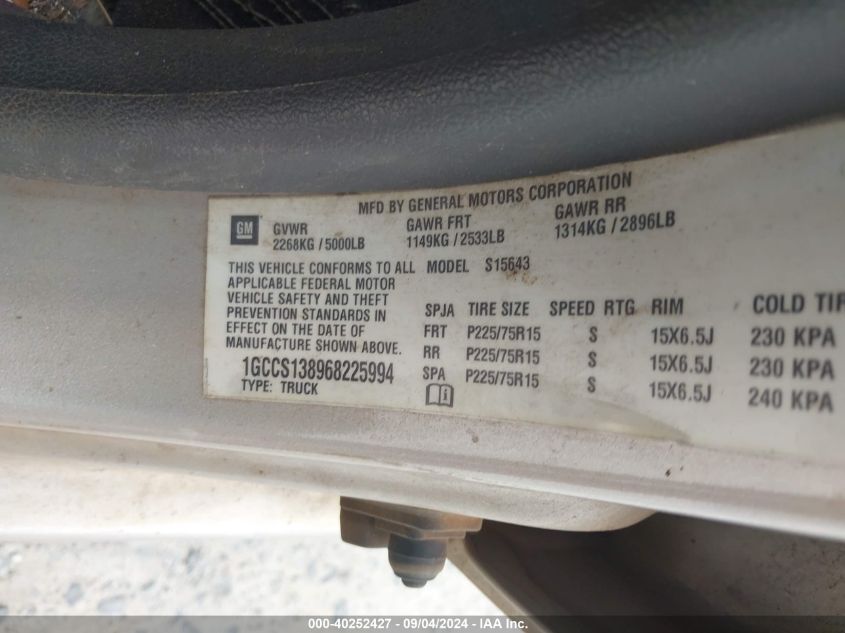 MFD BY GENERAL MOTORS CORPORATION
GM
GVWR GAWR FRT GAWR RR
2268KG / 5000LB 1149KG / 2533LB 1314KG / 2896LB
THIS VEHICLE CONFORMS TO ALL MODEL S15643
APPLICABLE FEDERAL MOTOR
VEHICLE SAFETY AND THEFT
PREVENTION STANDARDS IN
EFFECT ON THE DATE OF
MANUFACTURE SHOWN ABOVE.
1GCCS138968225994
TYPE: TRUCK
SPJA TIRE SIZE SPEED RTG RIM COLD TIR
FRT P225/75R15 S 15X6.5J 230 KPA
RR P225/75R15 S 15X6.5J 230 KPA
SPA P225/75R15 S 15X6.5J 240 KPA
000-40252427 - 09/04/2024 - IAA Inc.